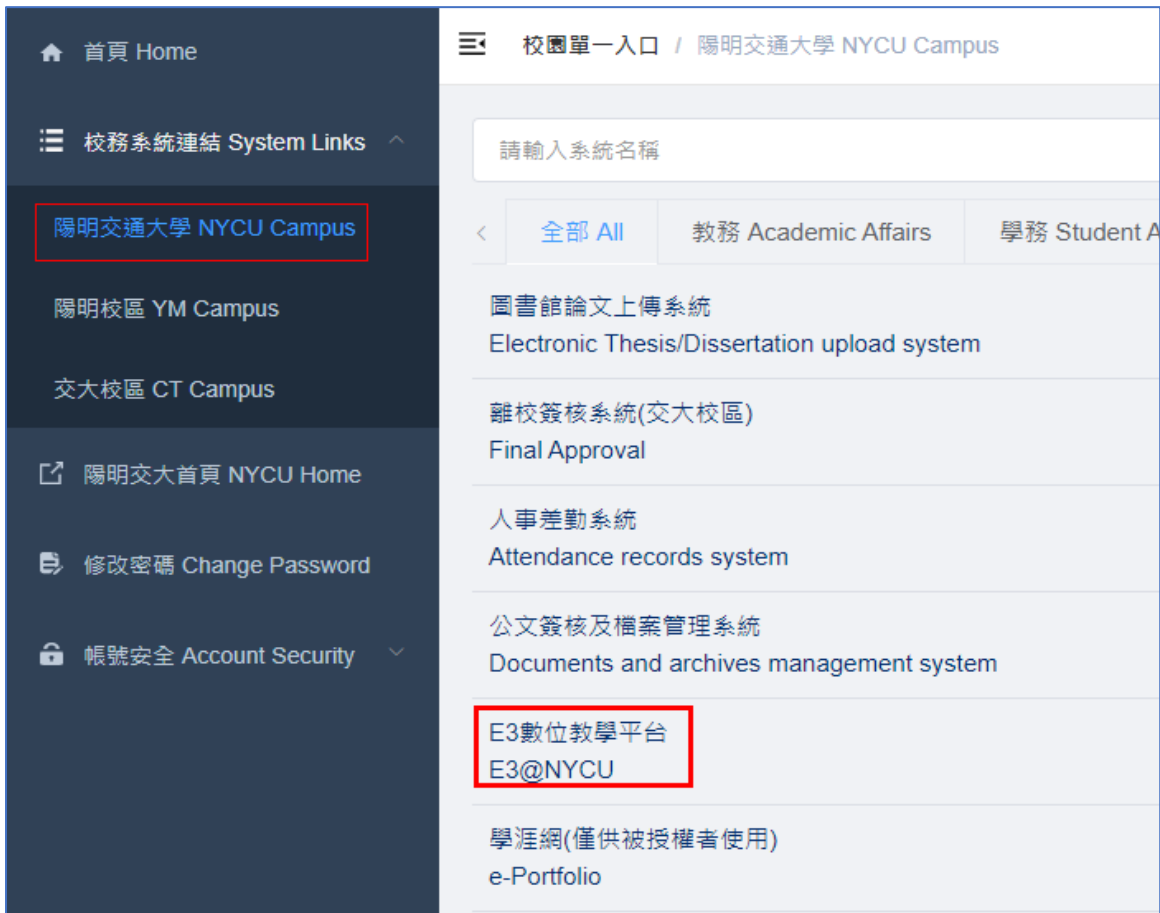 首頁 Home
校務系統連結 System Links
陽明交通大學 NYCU Campus
陽明校區 YM Campus
交大校區 CT Campus
陽明交大首頁 NYCU Home
修改密碼 Change Password
帳號安全 Account Security
校園單一入口 / 陽明交通大學 NYCU Campus
請輸入系統名稱
全部 All 教務 Academic Affairs 學務 Student A
圖書館論文上傳系統
Electronic Thesis/Dissertation upload system
離校簽核系統(交大校區)
Final Approval
人事差勤系統
Attendance records system
公文簽核及檔案管理系統
Documents and archives management system
E3數位教學平台
E3@NYCU
學涯網(僅供被授權者使用)
e-Portfolio